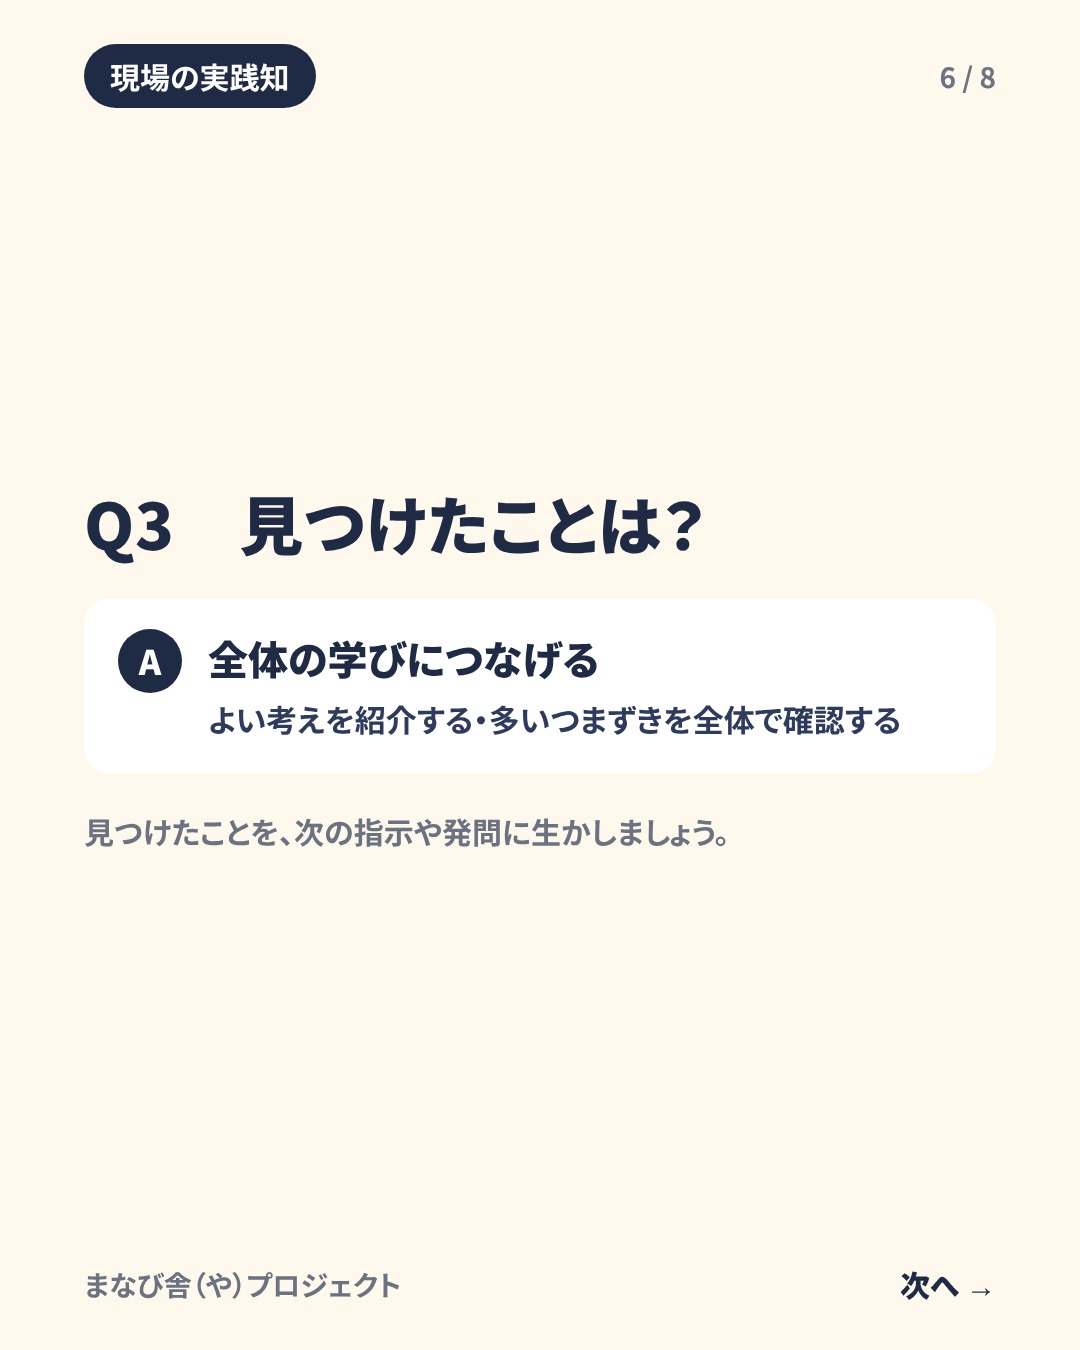 現場の実践知
6 / 8
Q3　見つけたことは？
A 全体の学びにつなげる
よい考えを紹介する・多いつまずきを全体で確認する
見つけたことを、次の指示や発問に生かしましょう。
まなび舎（や）プロジェクト
次へ →